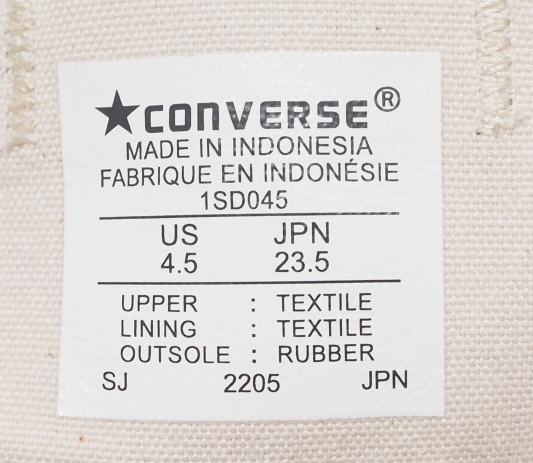 ★CONVERSE®
MADE IN INDONESIA
FABRIQUE EN INDONÉSIE
1SD045
US JPN
4.5 23.5
UPPER : TEXTILE
LINING : TEXTILE
OUTSOLE : RUBBER
SJ 2205 JPN